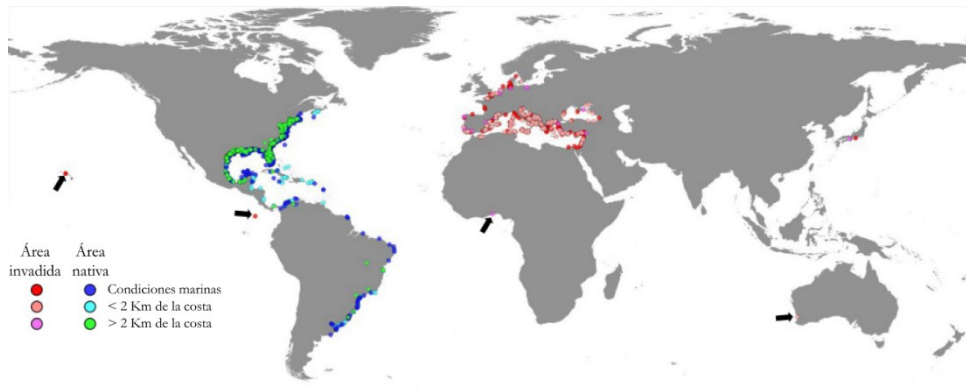 Área invadida
Área nativa
Condiciones marinas
< 2 Km de la costa
> 2 Km de la costa